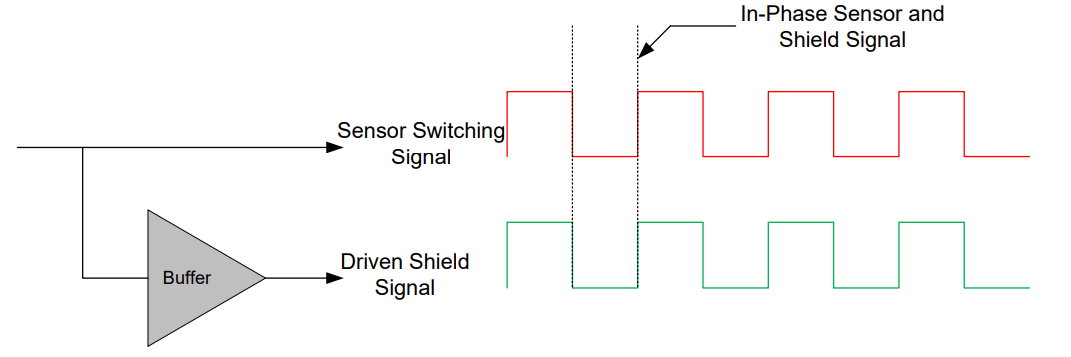 In-Phase Sensor and
Shield Signal
Sensor Switching
Signal
Buffer
Driven Shield
Signal